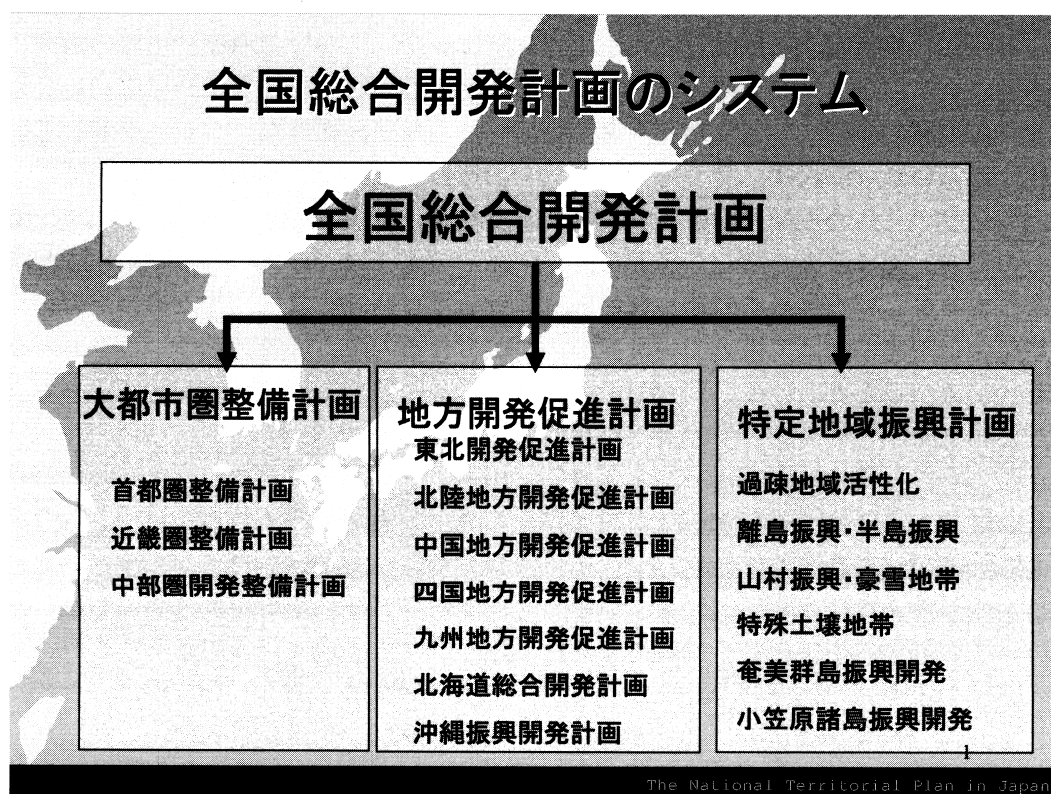 全国総合開発計画のシステム
全国総合開発計画
大都市圏整備計画
首都圏整備計画
近畿圏整備計画
中部圏開発整備計画
地方開発促進計画
東北開発促進計画
北陸地方開発促進計画
中国地方開発促進計画
四国地方開発促進計画
九州地方開発促進計画
北海道総合開発計画
沖縄振興開発計画
特定地域振興計画
過疎地域活性化
離島振興・半島振興
山村振興・豪雪地帯
特殊土壌地帯
奄美群島振興開発
小笠原諸島振興開発
1
The National Territorial Plan in Japan